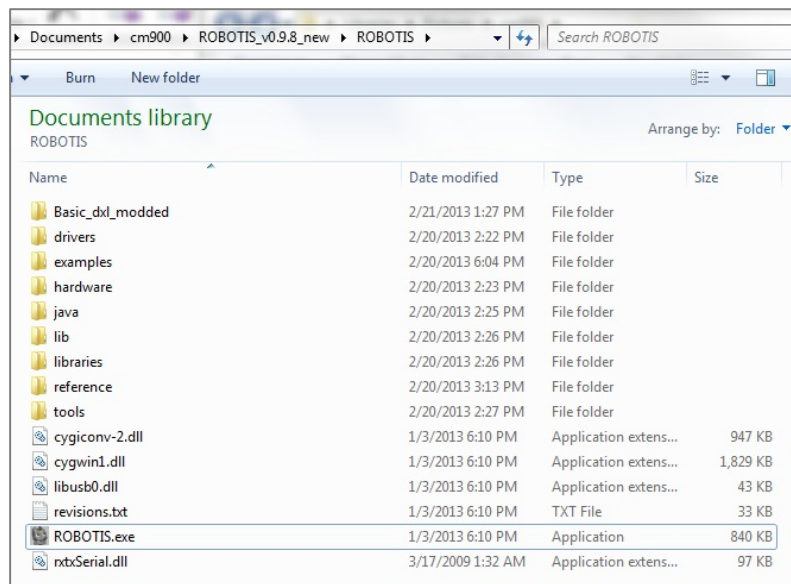 Documents cm900 ROBOTIS_v0.9.8_new ROBOTIS Search ROBOTIS
Burn New folder
Documents library
ROBOTIS
Arrange by: Folder
Name Date modified Type Size
Basic_dxl_modded 2/21/2013 1:27 PM File folder
drivers 2/20/2013 2:22 PM File folder
examples 2/20/2013 6:04 PM File folder
hardware 2/20/2013 2:23 PM File folder
java 2/20/2013 2:25 PM File folder
lib 2/20/2013 2:26 PM File folder
libraries 2/20/2013 2:26 PM File folder
reference 2/20/2013 3:13 PM File folder
tools 2/20/2013 2:27 PM File folder
cygiconv-2.dll 1/3/2013 6:10 PM Application extens... 947 KB
cygwin1.dll 1/3/2013 6:10 PM Application extens... 1,829 KB
libusb0.dll 1/3/2013 6:10 PM Application extens... 43 KB
revisions.txt 1/3/2013 6:10 PM TXT File 33 KB
ROBOTIS.exe 1/3/2013 6:10 PM Application 840 KB
rxtxSerial.dll 3/17/2009 1:32 AM Application extens... 97 KB